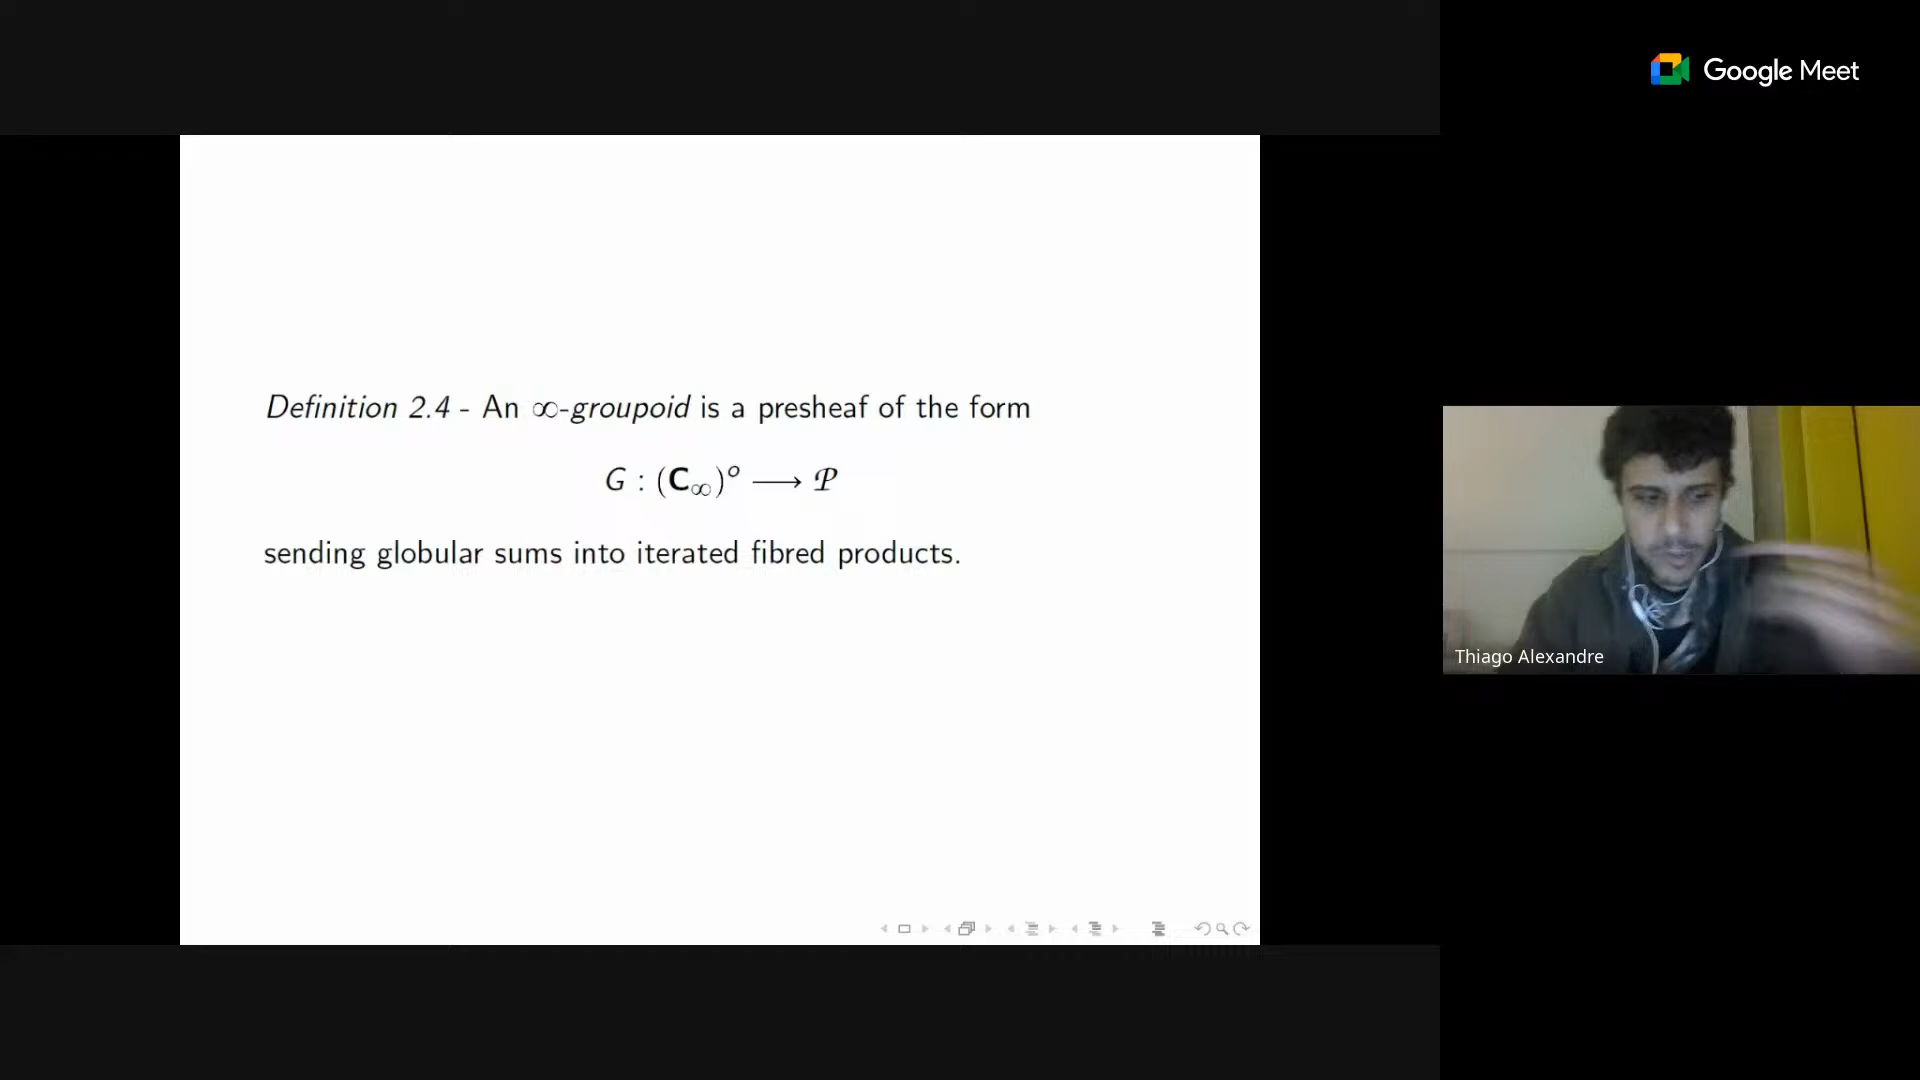 Google Meet
Definition 2.4 - An ∞-groupoid is a presheaf of the form
G : (C∞)º ⟶ 𝒫
sending globular sums into iterated fibred products.
Thiago Alexandre